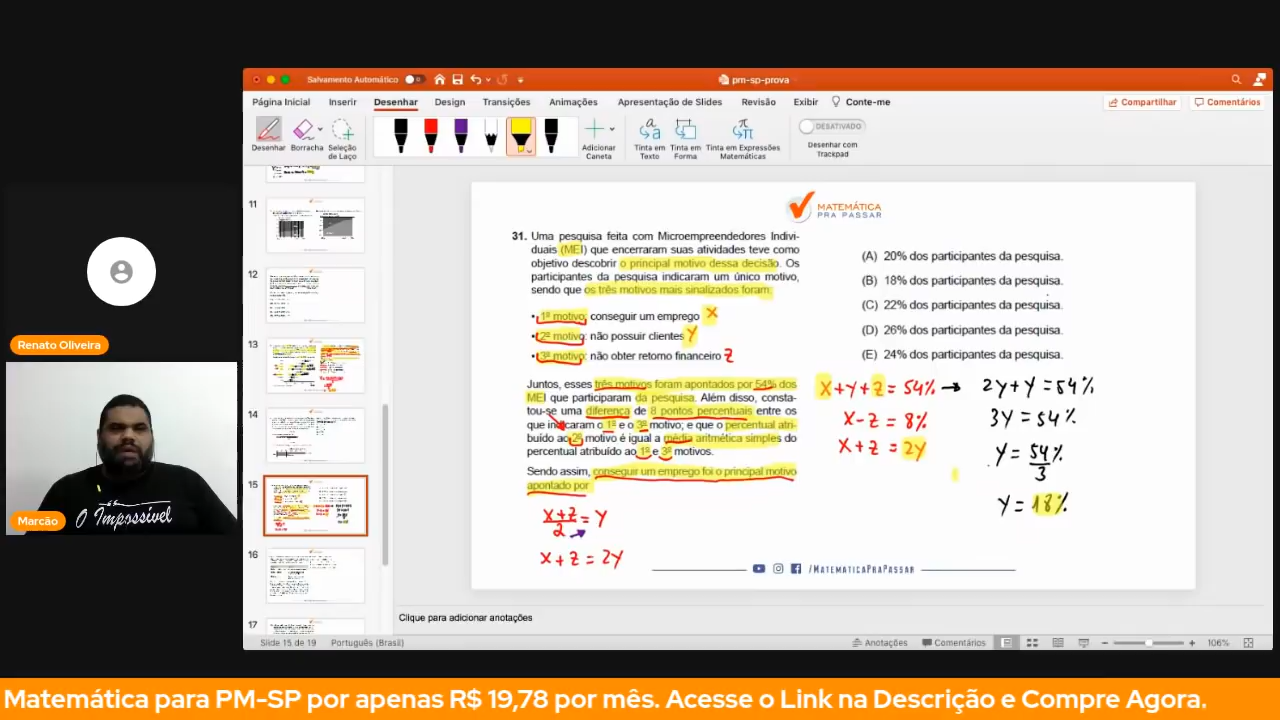 Salvamento Automático
pm-sp-prova
Página Inicial Inserir Desenhar Design Transições Animações Apresentação de Slides Revisão Exibir Conte-me
Compartilhar Comentários
Desenhar Borracha Seleção de Laço
Adicionar Caneta
Tinta em Texto Tinta em Forma Tinta em Expressões Matemáticas
DESATIVADO
Desenhar com Trackpad
11
12
13
14
15
16
17
MATEMÁTICA
PRA PASSAR
31. Uma pesquisa feita com Microempreendedores Indivi-
duais (MEI) que encerraram suas atividades teve como
objetivo descobrir o principal motivo dessa decisão. Os
participantes da pesquisa indicaram um único motivo,
sendo que os três motivos mais sinalizados foram:
• 1º motivo: conseguir um emprego X
• 2º motivo: não possuir clientes Y
• 3º motivo: não obter retorno financeiro Z
Juntos, esses três motivos foram apontados por 54% dos
MEI que participaram da pesquisa. Além disso, consta-
tou-se uma diferença de 8 pontos percentuais entre os
que indicaram o 1º e o 3º motivo; e que o percentual atri-
buído ao 2º motivo é igual a média aritmética simples do
percentual atribuído ao 1º e 3º motivos.
Sendo assim, conseguir um emprego foi o principal motivo
apontado por
X+Z/2 = Y
X+Z = 2Y
(A) 20% dos participantes da pesquisa.
(B) 18% dos participantes da pesquisa.
(C) 22% dos participantes da pesquisa.
(D) 26% dos participantes da pesquisa.
(E) 24% dos participantes da pesquisa.
X+Y+Z = 54% → 2Y+Y = 54%
X-Z = 8% 3Y = 54%
X+Z = 2Y Y = 54%/3
Y = 18%
/MATEMATICAPRAPASSAR
Clique para adicionar anotações
Slide 15 de 19 Português (Brasil) Anotações Comentários 106%
Renato Oliveira
O Impossível
Marcão
Matemática para PM-SP por apenas R$ 19,78 por mês. Acesse o Link na Descrição e Compre Agora.